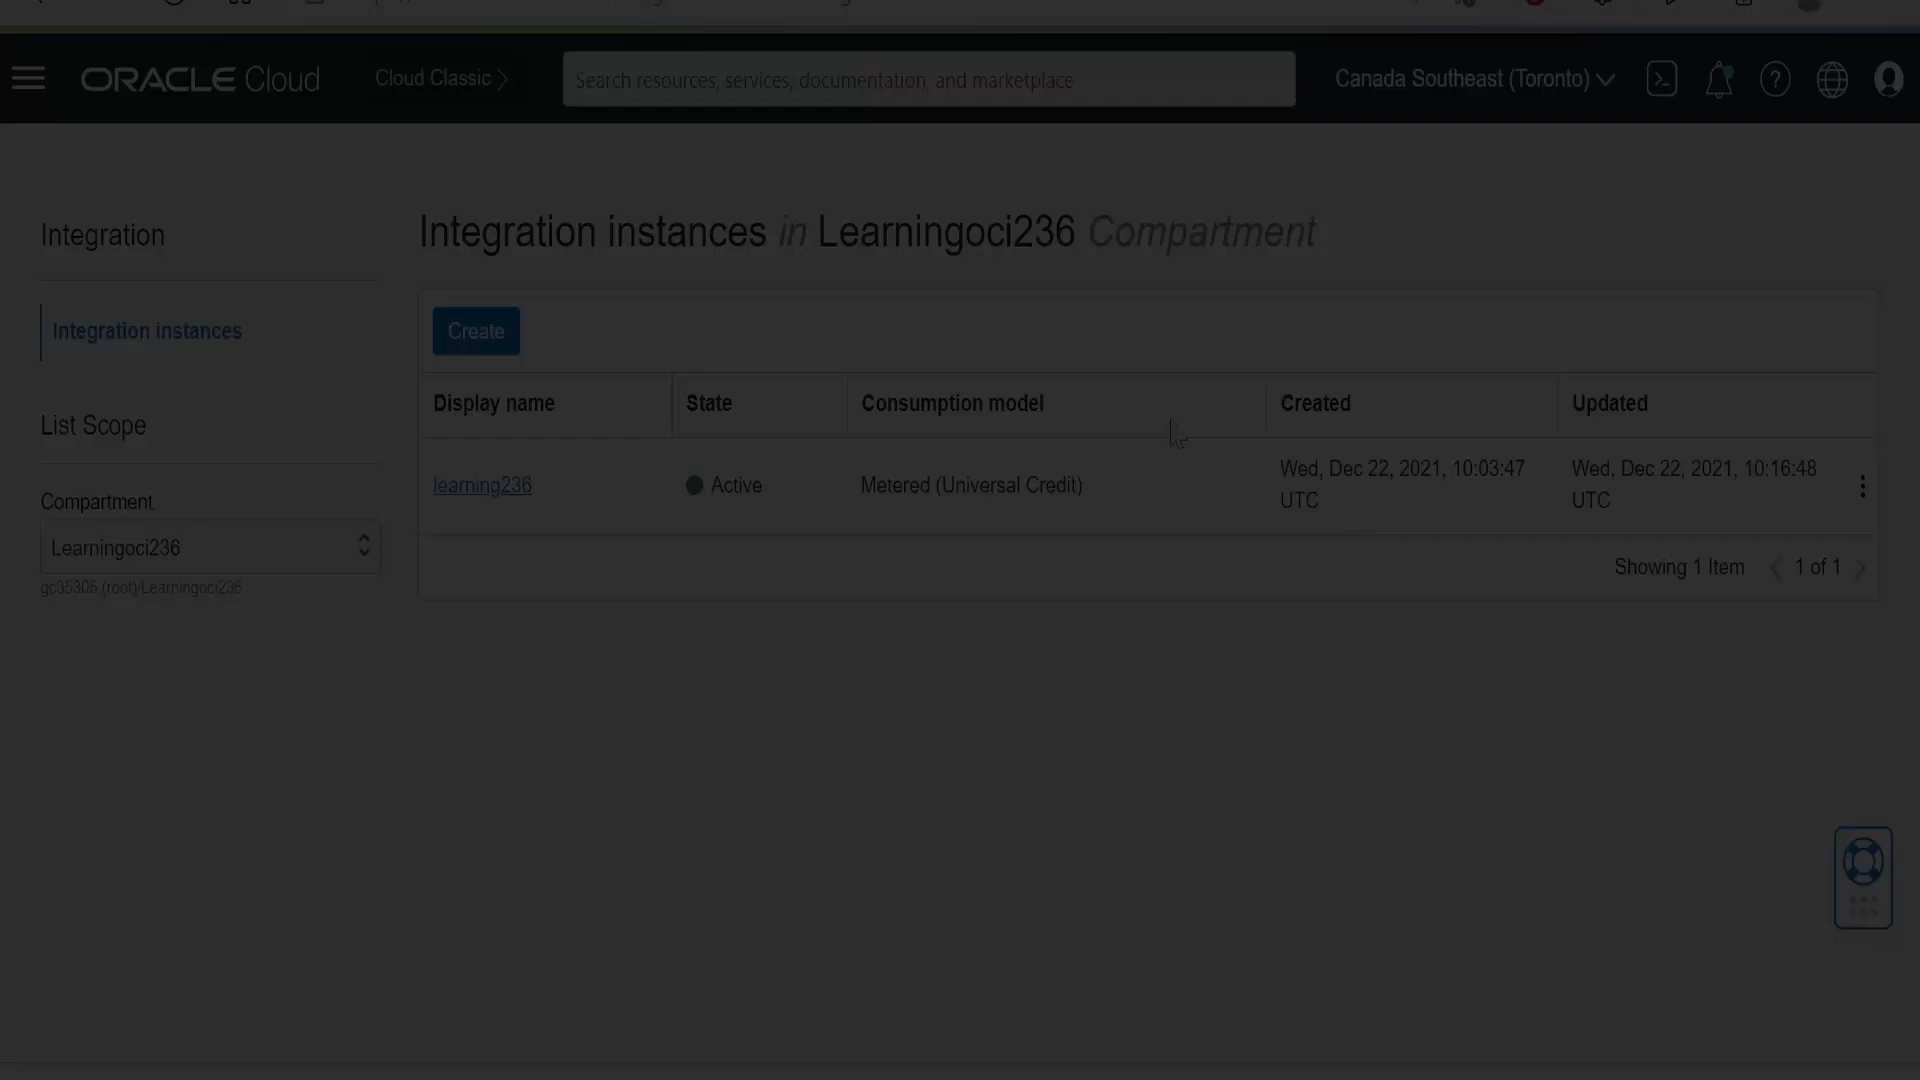 ORACLE Cloud
Cloud Classic
Search resources, services, documentation, and marketplace
Canada Southeast (Toronto)
Integration
Integration instances
List Scope
Compartment
Learningoci236
gc35305 (root)/Learningoci236
Integration instances in Learningoci236 Compartment
Create
Display name State Consumption model Created Updated
learning236 Active Metered (Universal Credit) Wed, Dec 22, 2021, 10:03:47 UTC Wed, Dec 22, 2021, 10:16:48 UTC
Showing 1 Item 1 of 1